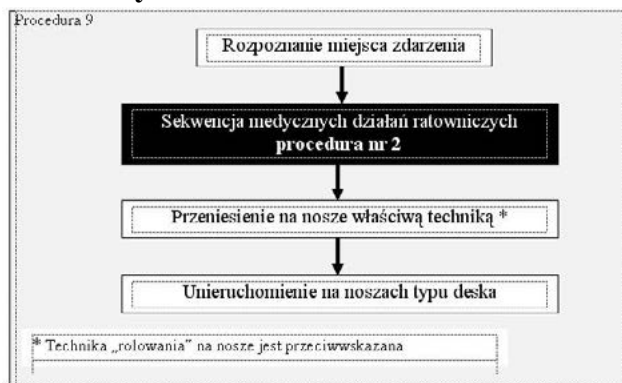 Procedura 9
Rozpoznanie miejsca zdarzenia
Sekwencja medycznych działań ratowniczych
procedura nr 2
Przeniesienie na nosze właściwą techniką *
Unieruchomienie na noszach typu deska
* Technika „rolowania” na nosze jest przeciwwskazana